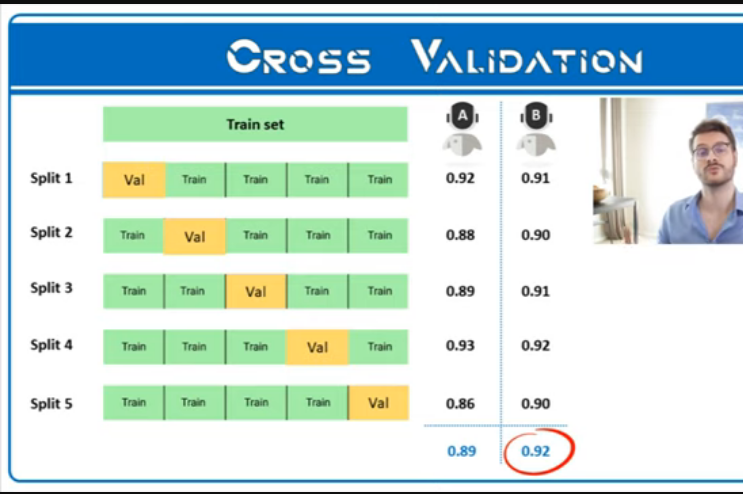 Cross Validation
Train set
A B
Split 1 Val Train Train Train Train 0.92 0.91
Split 2 Train Val Train Train Train 0.88 0.90
Split 3 Train Train Val Train Train 0.89 0.91
Split 4 Train Train Train Val Train 0.93 0.92
Split 5 Train Train Train Train Val 0.86 0.90
0.89 0.92